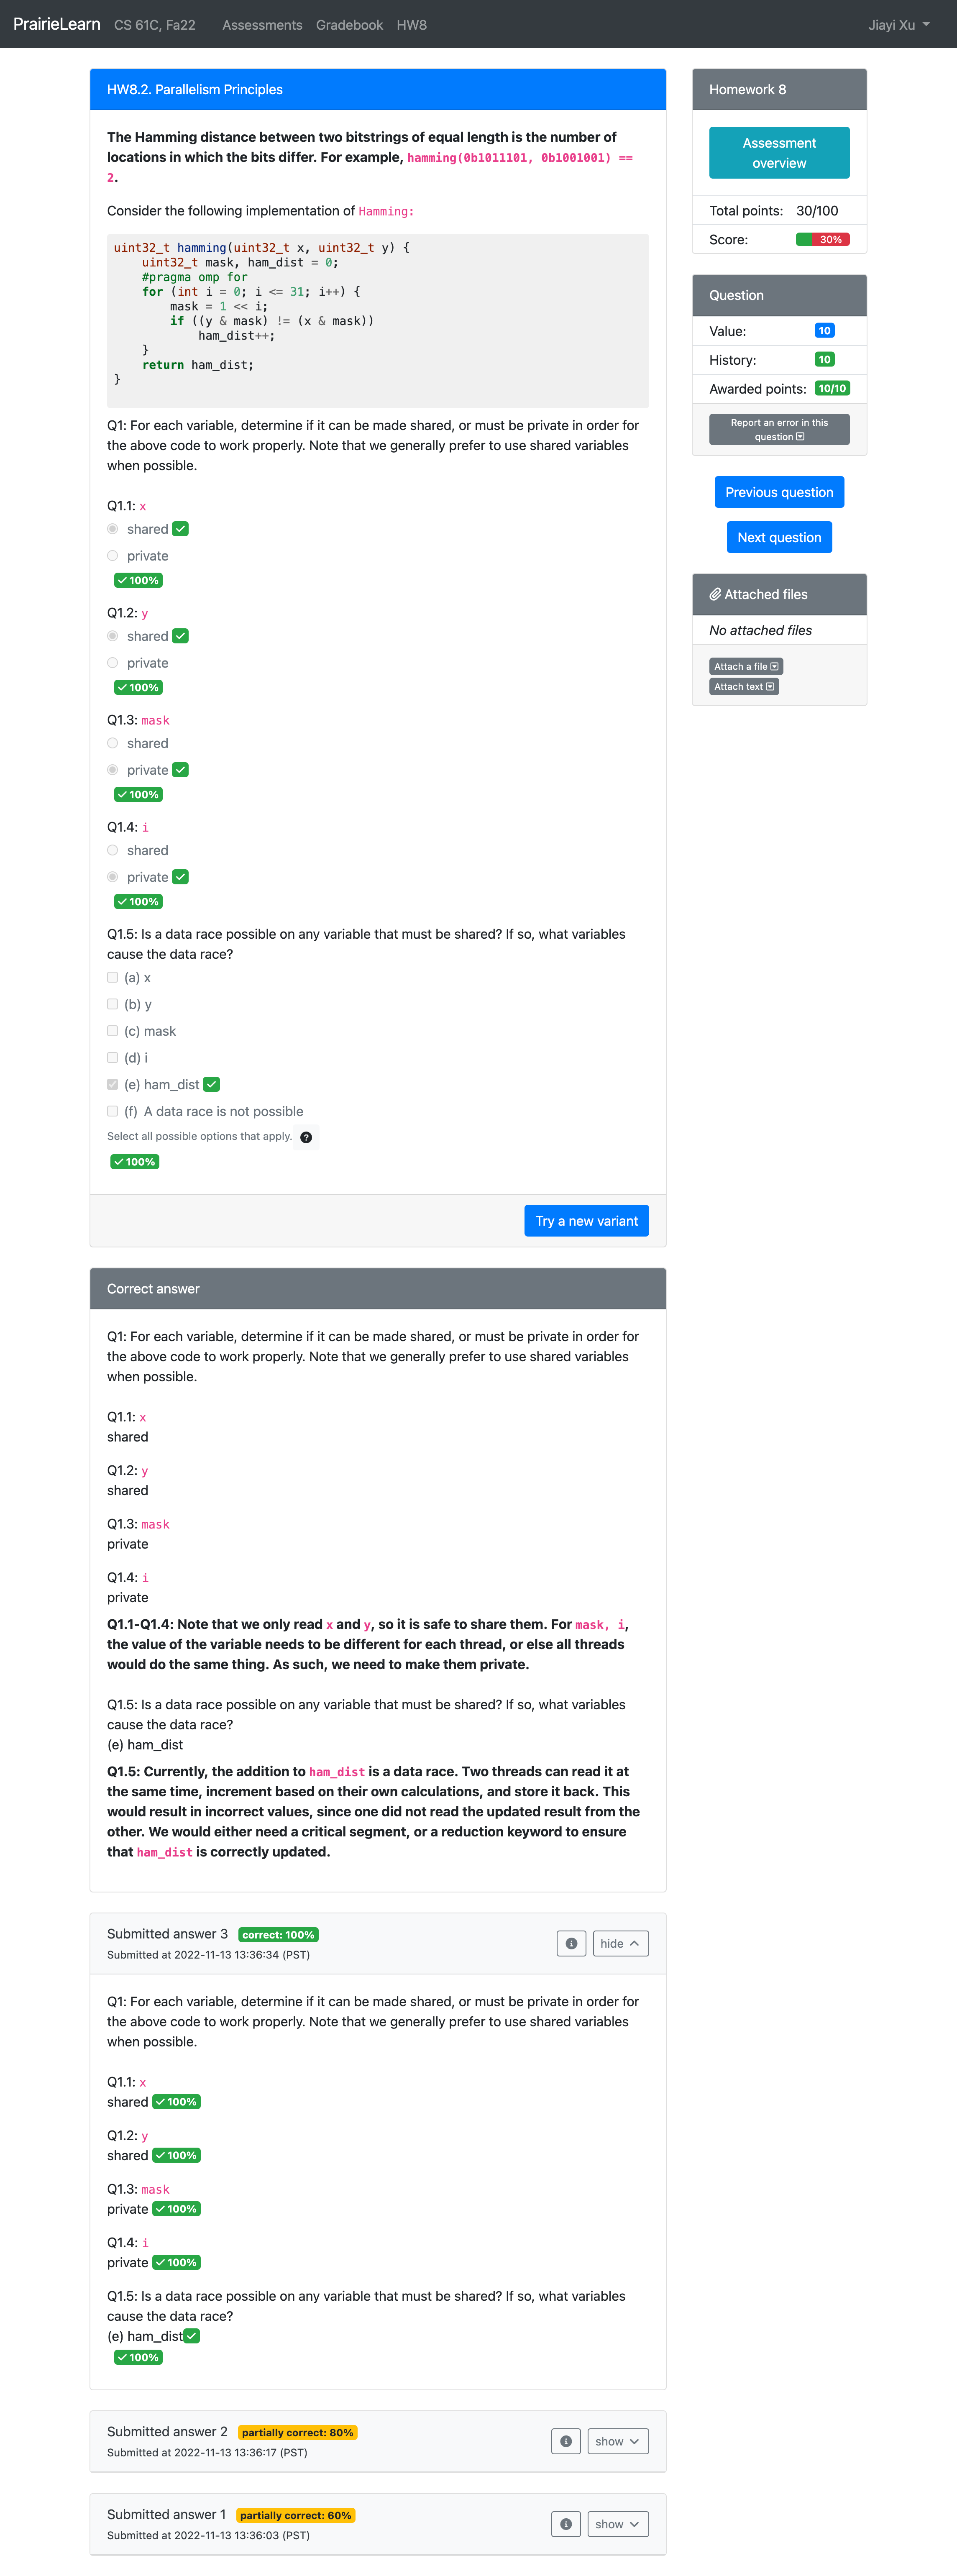 PrairieLearn CS 61C, Fa22 Assessments Gradebook HW8 Jiayi Xu
HW8.2. Parallelism Principles
The Hamming distance between two bitstrings of equal length is the number of
locations in which the bits differ. For example, hamming(0b1011101, 0b1001001) ==
2.
Consider the following implementation of Hamming:
uint32_t hamming(uint32_t x, uint32_t y) {
    uint32_t mask, ham_dist = 0;
    #pragma omp for
    for (int i = 0; i <= 31; i++) {
        mask = 1 << i;
        if ((y & mask) != (x & mask))
            ham_dist++;
    }
    return ham_dist;
}
Q1: For each variable, determine if it can be made shared, or must be private in order for
the above code to work properly. Note that we generally prefer to use shared variables
when possible.
Q1.1: x
shared
private
100%
Q1.2: y
shared
private
100%
Q1.3: mask
shared
private
100%
Q1.4: i
shared
private
100%
Q1.5: Is a data race possible on any variable that must be shared? If so, what variables
cause the data race?
(a) x
(b) y
(c) mask
(d) i
(e) ham_dist
(f) A data race is not possible
Select all possible options that apply. ?
100%
Try a new variant
Homework 8
Assessment
overview
Total points: 30/100
Score: 30%
Question
Value: 10
History: 10
Awarded points: 10/10
Report an error in this
question
Previous question
Next question
Attached files
No attached files
Attach a file
Attach text
Correct answer
Q1: For each variable, determine if it can be made shared, or must be private in order for
the above code to work properly. Note that we generally prefer to use shared variables
when possible.
Q1.1: x
shared
Q1.2: y
shared
Q1.3: mask
private
Q1.4: i
private
Q1.1-Q1.4: Note that we only read x and y, so it is safe to share them. For mask, i,
the value of the variable needs to be different for each thread, or else all threads
would do the same thing. As such, we need to make them private.
Q1.5: Is a data race possible on any variable that must be shared? If so, what variables
cause the data race?
(e) ham_dist
Q1.5: Currently, the addition to ham_dist is a data race. Two threads can read it at
the same time, increment based on their own calculations, and store it back. This
would result in incorrect values, since one did not read the updated result from the
other. We would either need a critical segment, or a reduction keyword to ensure
that ham_dist is correctly updated.
Submitted answer 3 correct: 100%
Submitted at 2022-11-13 13:36:34 (PST)
hide
Q1: For each variable, determine if it can be made shared, or must be private in order for
the above code to work properly. Note that we generally prefer to use shared variables
when possible.
Q1.1: x
shared 100%
Q1.2: y
shared 100%
Q1.3: mask
private 100%
Q1.4: i
private 100%
Q1.5: Is a data race possible on any variable that must be shared? If so, what variables
cause the data race?
(e) ham_dist
100%
Submitted answer 2 partially correct: 80%
Submitted at 2022-11-13 13:36:17 (PST)
show
Submitted answer 1 partially correct: 60%
Submitted at 2022-11-13 13:36:03 (PST)
show